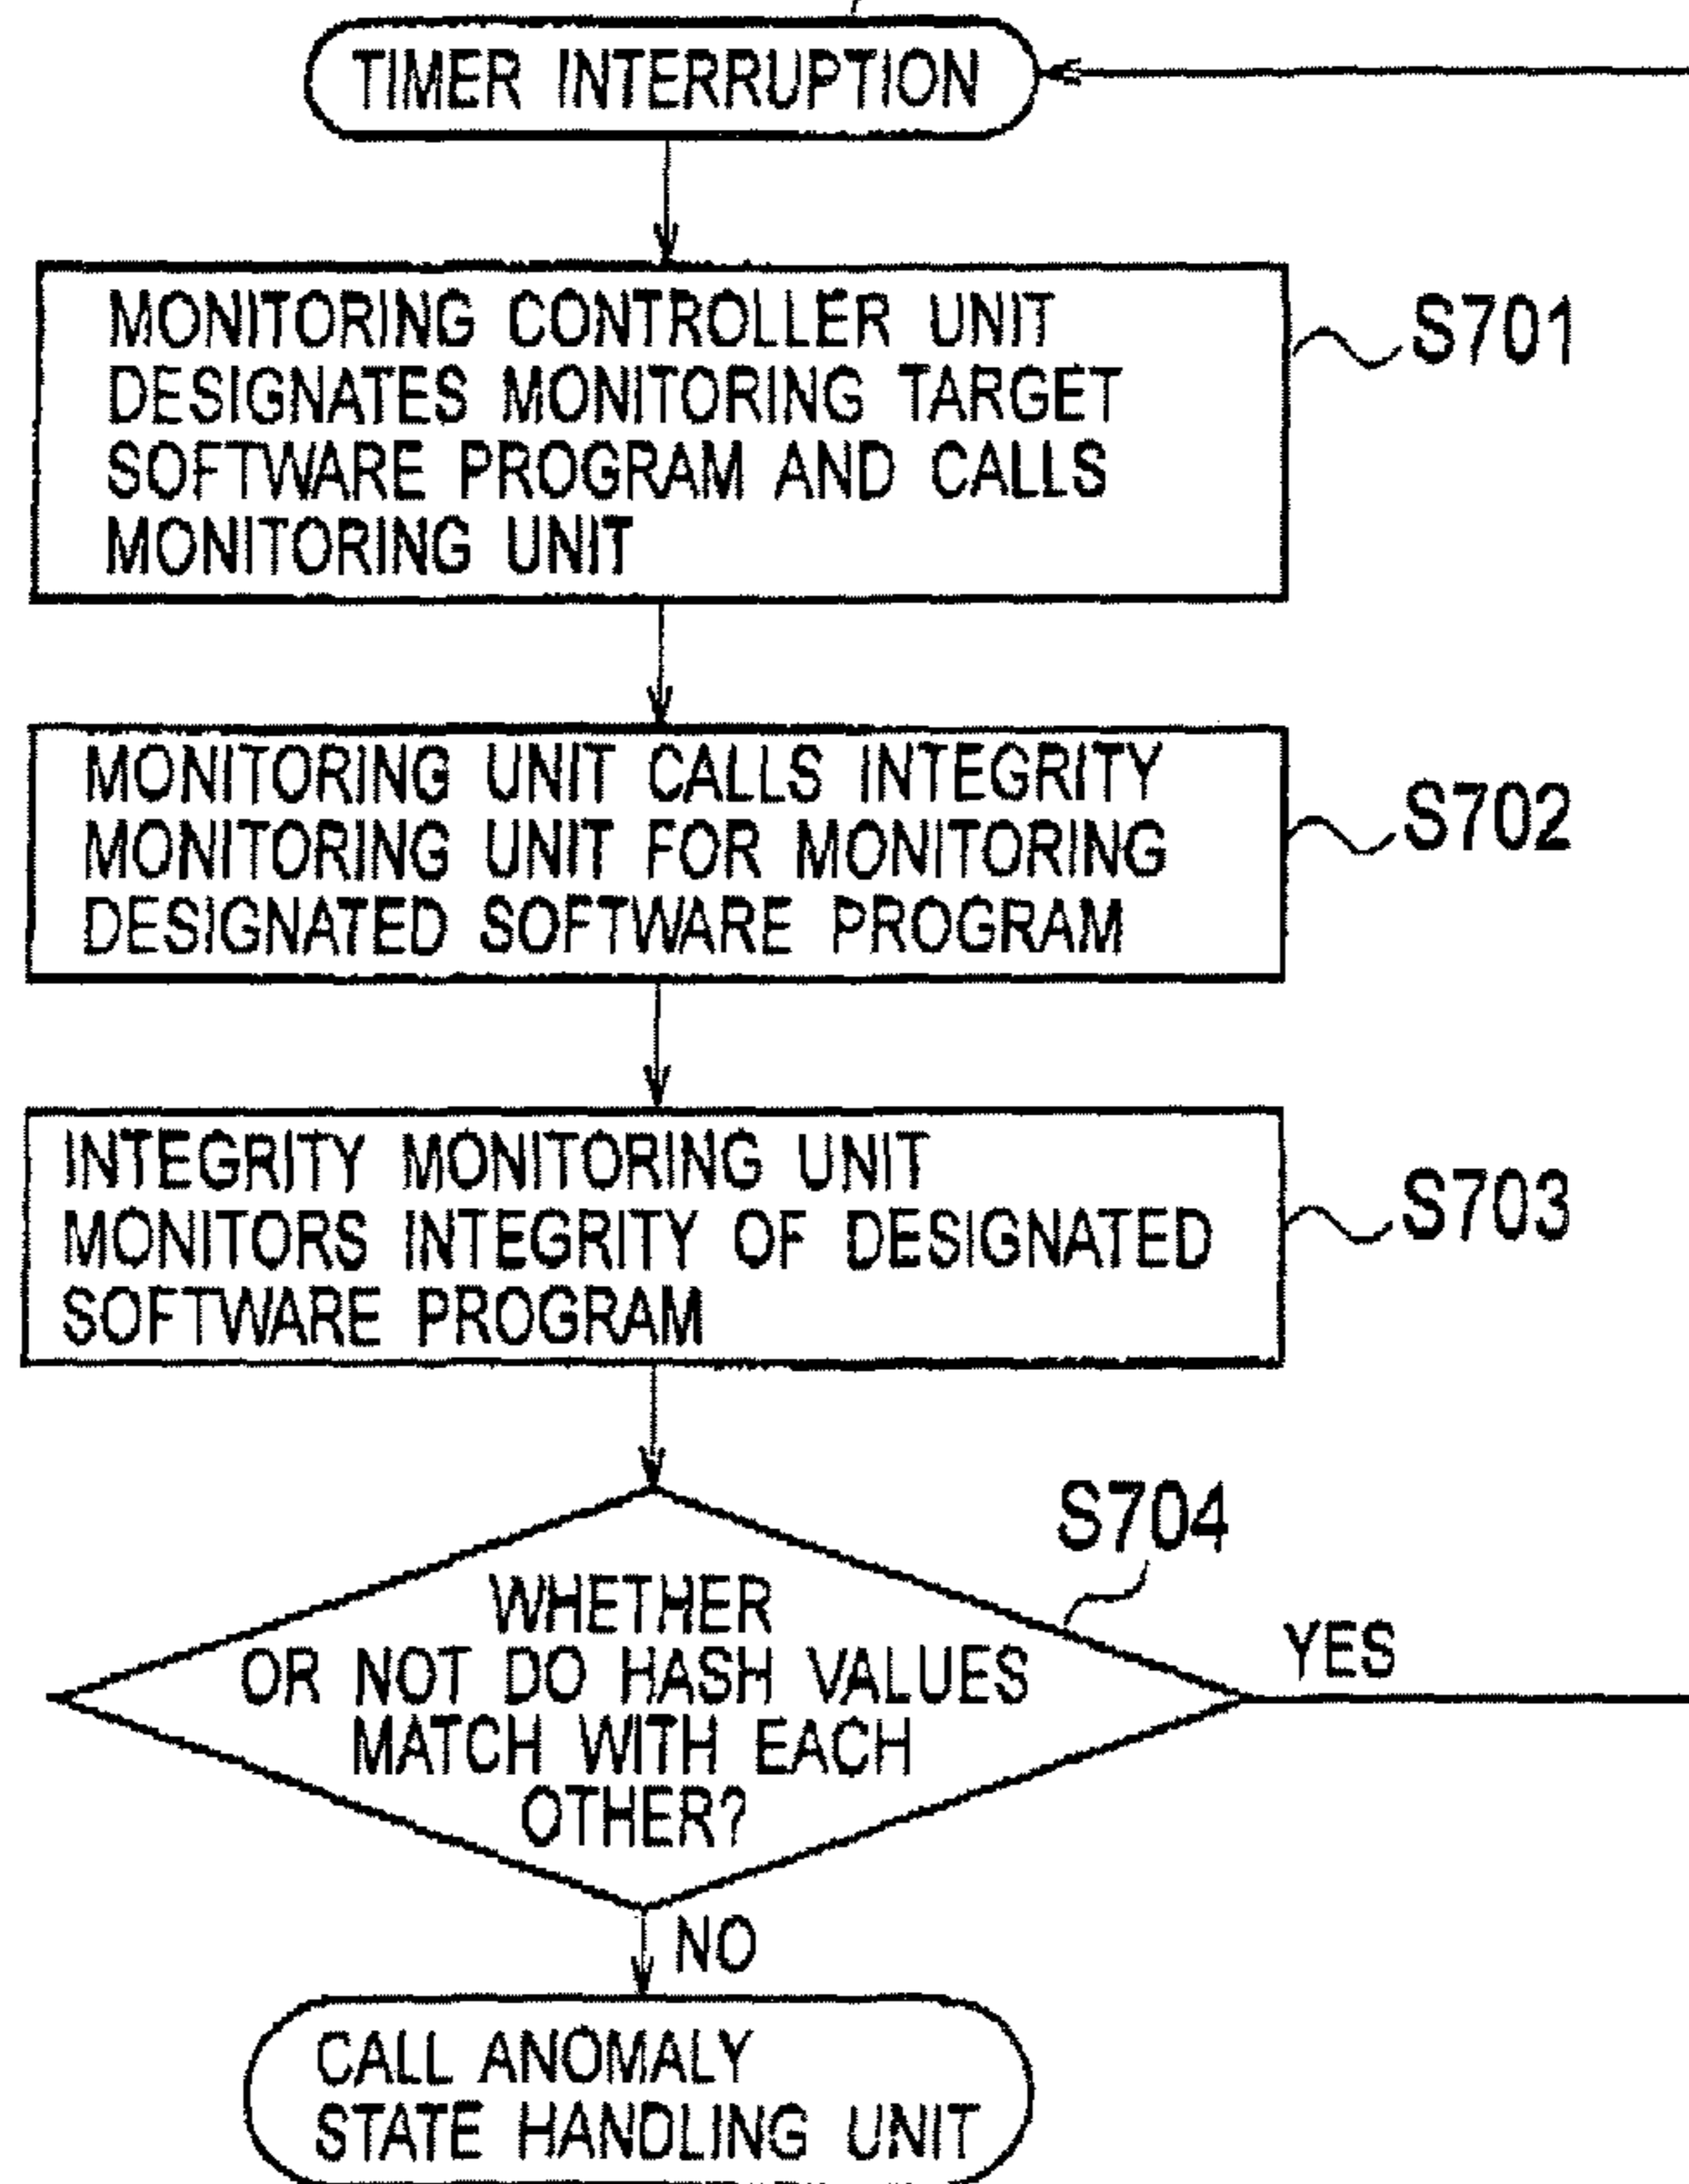 TIMER INTERRUPTION
MONITORING CONTROLLER UNIT
DESIGNATES MONITORING TARGET
SOFTWARE PROGRAM AND CALLS
MONITORING UNIT
S701
MONITORING UNIT CALLS INTEGRITY
MONITORING UNIT FOR MONITORING
DESIGNATED SOFTWARE PROGRAM
S702
INTEGRITY MONITORING UNIT
MONITORS INTEGRITY OF DESIGNATED
SOFTWARE PROGRAM
S703
S704
WHETHER
OR NOT DO HASH VALUES
MATCH WITH EACH
OTHER?
YES
NO
CALL ANOMALY
STATE HANDLING UNIT